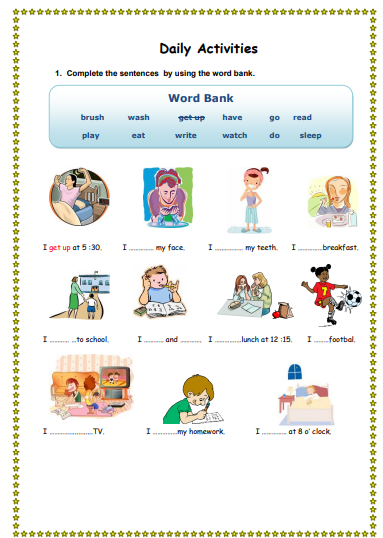 Daily Activities
1. Complete the sentences by using the word bank.
Word Bank
brush wash get up have go read
play eat write watch do sleep
I get up at 5 :30. I .............. my face. I .............. my teeth. I ............breakfast.
I .......... ...to school. I .......... and ........... I ............lunch at 12 :15. I ........footbal.
I ........................TV. I ..............my homework. I .............. at 8 o' clock.
7